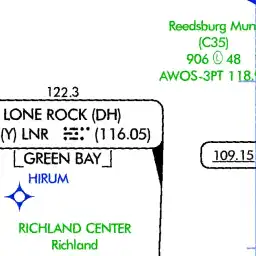 Reedsburg Mun
(C35)
906 Ⓛ 48
AWOS-3PT 118.
122.3
LONE ROCK (DH)
(Y) LNR (116.05)
GREEN BAY
109.15
HIRUM
RICHLAND CENTER
Richland